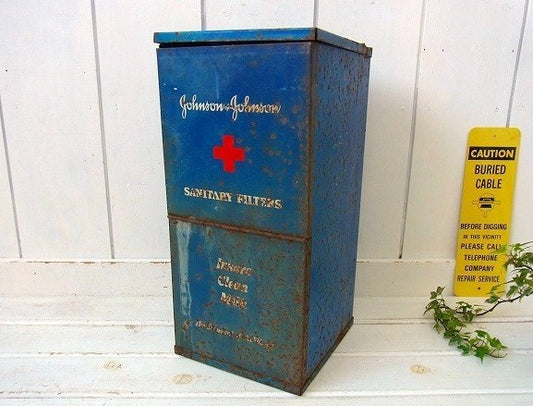 Johnson & Johnson
SANITARY FILTERS
Insure
Clean
Milk
CAUTION
BURIED
CABLE
BEFORE DIGGING
IN THIS VICINITY
PLEASE CALL
TELEPHONE
COMPANY
REPAIR SERVICE